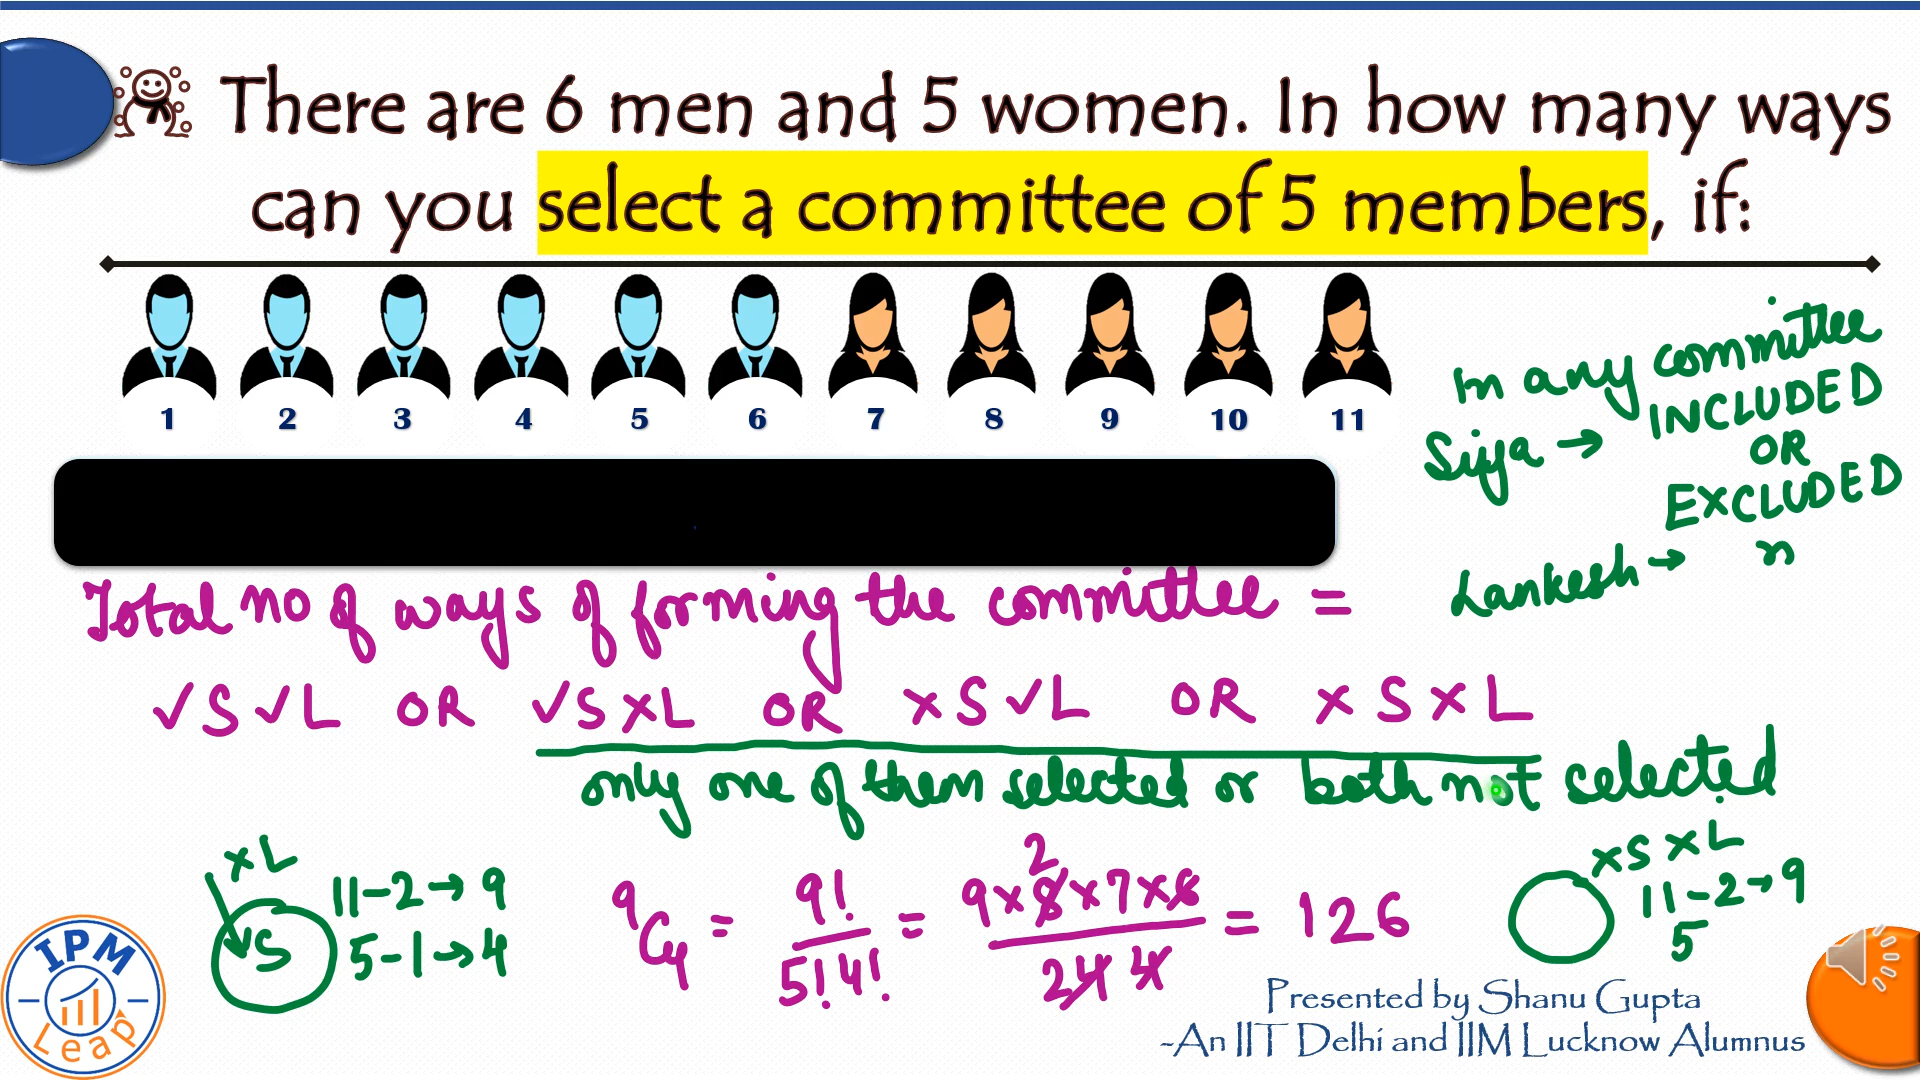 There are 6 men and 5 women. In how many ways
can you select a committee of 5 members, if:
1 2 3 4 5 6 7 8 9 10 11
In any committee
Siya → INCLUDED
OR
EXCLUDED
Lankesh → "
Total no of ways of forming the committee =
✓S ✓L OR ✓S ×L OR ×S ✓L OR ×S ×L
only one of them selected or both not selected
×L
S
11-2→9
5-1→4
⁹C₄ = 9!/5!4! = 9×8×7×6/24 = 126
2
×S ×L
11-2→9
5
IPM
Leap
Presented by Shanu Gupta
-An IIT Delhi and IIM Lucknow Alumnus